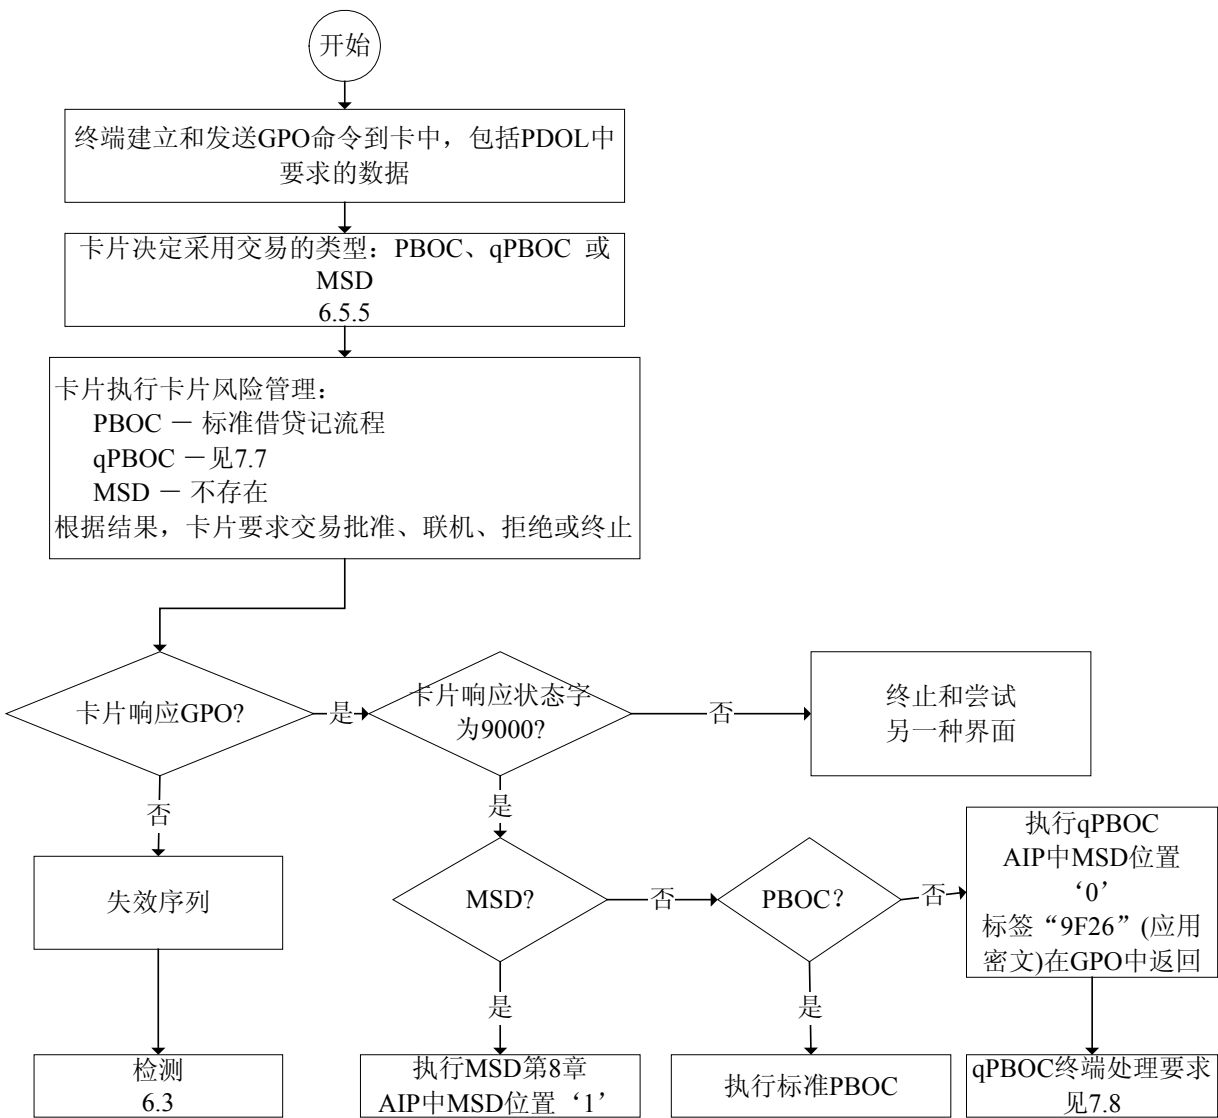 开始
终端建立和发送GPO命令到卡中，包括PDOL中
要求的数据
卡片决定采用交易的类型：PBOC、qPBOC 或
MSD
6.5.5
卡片执行卡片风险管理：
PBOC － 标准借贷记流程
qPBOC －见7.7
MSD － 不存在
根据结果，卡片要求交易批准、联机、拒绝或终止
卡片响应GPO?
是
卡片响应状态字
为9000?
否
终止和尝试
另一种界面
否
是
失效序列
MSD?
否
PBOC？
否
执行qPBOC
AIP中MSD位置
‘0’
标签“9F26”(应用
密文)在GPO中返回
是
是
检测
6.3
执行MSD第8章
AIP中MSD位置‘1’
执行标准PBOC
qPBOC终端处理要求
见7.8